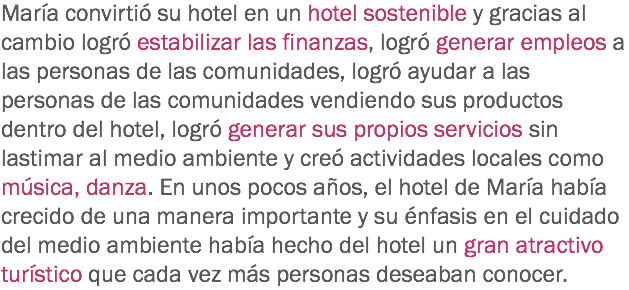 María convirtió su hotel en un hotel sostenible y gracias al
cambio logró estabilizar las finanzas, logró generar empleos a
las personas de las comunidades, logró ayudar a las
personas de las comunidades vendiendo sus productos
dentro del hotel, logró generar sus propios servicios sin
lastimar al medio ambiente y creó actividades locales como
música, danza. En unos pocos años, el hotel de María había
crecido de una manera importante y su énfasis en el cuidado
del medio ambiente había hecho del hotel un gran atractivo
turístico que cada vez más personas deseaban conocer.